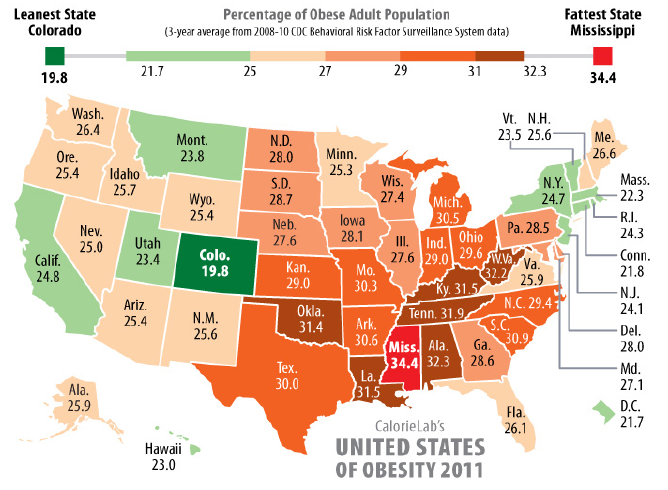 Leanest State
Colorado
19.8
Percentage of Obese Adult Population
(3-year average from 2008-10 CDC Behavioral Risk Factor Surveillance System data)
Fattest State
Mississippi
34.4
21.7
25
27
29
31
32.3
Wash.
26.4
Ore.
25.4
Idaho
25.7
Mont.
23.8
Wyo.
25.4
Nev.
25.0
Utah
23.4
Calif.
24.8
Colo.
19.8
Ariz.
25.4
N.M.
25.6
N.D.
28.0
S.D.
28.7
Neb.
27.6
Kan.
29.0
Okla.
31.4
Tex.
30.0
Minn.
25.3
Iowa
28.1
Mo.
30.3
Ark.
30.6
La.
31.5
Wis.
27.4
Ill.
27.6
Mich.
30.5
Ind.
29.0
Ohio
29.6
Ky. 31.5
Tenn. 31.9
Miss.
34.4
Ala.
32.3
Ga.
28.6
Fla.
26.1
S.C.
30.9
N.C. 29.4
W.Va.
32.2
Va.
25.9
Pa. 28.5
N.Y.
24.7
Vt.
23.5
N.H.
25.6
Me.
26.6
Mass.
22.3
R.I.
24.3
Conn.
21.8
N.J.
24.1
Del.
28.0
Md.
27.1
D.C.
21.7
Ala.
25.9
Hawaii
23.0
CalorieLab's
UNITED STATES
OF OBESITY 2011